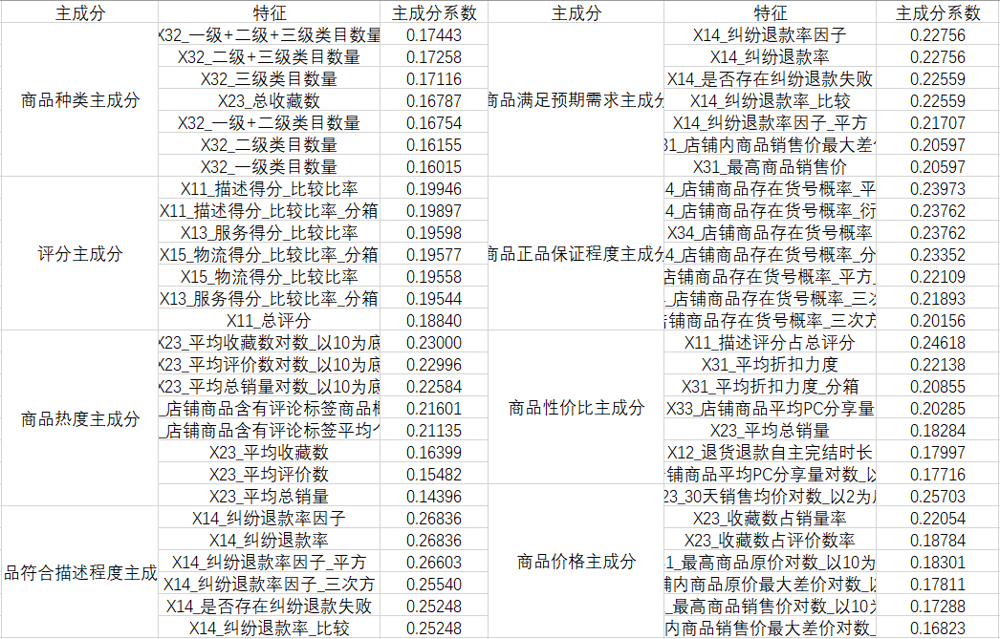 主成分 特征 主成分系数 主成分 特征 主成分系数
X32_一级+二级+三级类目数量 0.17443 X14_纠纷退款率因子 0.22756
X32_二级+三级类目数量 0.17258 X14_纠纷退款率 0.22756
X32_三级类目数量 0.17116 X14_是否存在纠纷退款失败 0.22559
商品种类主成分 X23_总收藏数 0.16787 商品满足预期需求主成分 X14_纠纷退款率_比较 0.22559
X32_一级+二级类目数量 0.16754 X14_纠纷退款率因子_平方 0.21707
X32_二级类目数量 0.16155 31_店铺内商品销售价最大差 0.20597
X32_一级类目数量 0.16015 X31_最高商品销售价 0.20597
X11_描述得分_比较比率 0.19946 4_店铺商品存在货号概率_平 0.23973
X11_描述得分_比较比率_分箱 0.19897 4_店铺商品存在货号概率_衍 0.23762
X13_服务得分_比较比率 0.19598 X34_店铺商品存在货号概率 0.23762
评分主成分 X15_物流得分_比较比率_分箱 0.19577 商品正品保证程度主成分 4_店铺商品存在货号概率_分 0.23352
X15_物流得分_比较比率 0.19558 店铺商品存在货号概率_平方_ 0.22109
X13_服务得分_比较比率_分箱 0.19544 _店铺商品存在货号概率_三次 0.21893
X11_总评分 0.18840 店铺商品存在货号概率_三次方 0.20156
X23_平均收藏数对数_以10为底 0.23000 X11_描述评分占总评分 0.24618
X23_平均评价数对数_以10为底 0.22996 X31_平均折扣力度 0.22138
X23_平均总销量对数_以10为底 0.22584 X31_平均折扣力度_分箱 0.20855
商品热度主成分 _店铺商品含有评论标签商品概 0.21601 商品性价比主成分 X33_店铺商品平均PC分享量 0.20285
_店铺商品含有评论标签平均个 0.21135 X23_平均总销量 0.18284
X23_平均收藏数 0.16399 X12_退货退款自主完结时长 0.17997
X23_平均评价数 0.15482 铺商品平均PC分享量对数_以 0.17716
X23_平均总销量 0.14396 23_30天销售均价对数_以2为 0.25703
X14_纠纷退款率因子 0.26836 X23_收藏数占销量率 0.22054
X14_纠纷退款率 0.26836 X23_收藏数占评价数率 0.18784
品符合描述程度主成 X14_纠纷退款率因子_平方 0.26603 商品价格主成分 1_最高商品原价对数_以10为 0.18301
X14_纠纷退款率因子_三次方 0.25540 铺内商品原价最大差价对数_以 0.17811
X14_是否存在纠纷退款失败 0.25248 _最高商品销售价对数_以10为 0.17288
X14_纠纷退款率_比较 0.25248 内商品销售价最大差价对数_ 0.16823